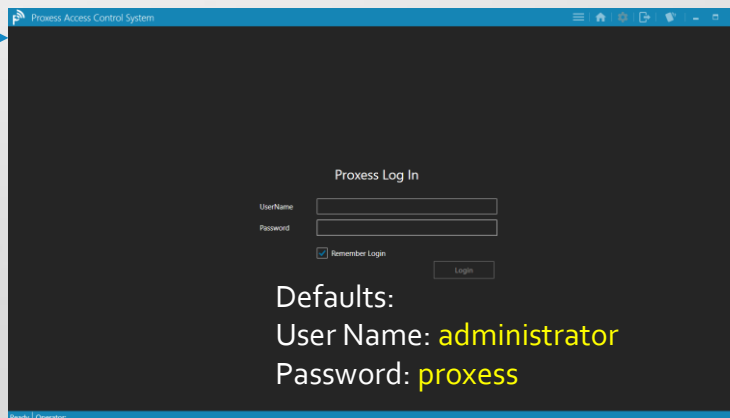 Proxess Access Control System
Proxess Log In
UserName
Password
Remember Login
Login
Defaults:
User Name: administrator
Password: proxess
Ready Operator: